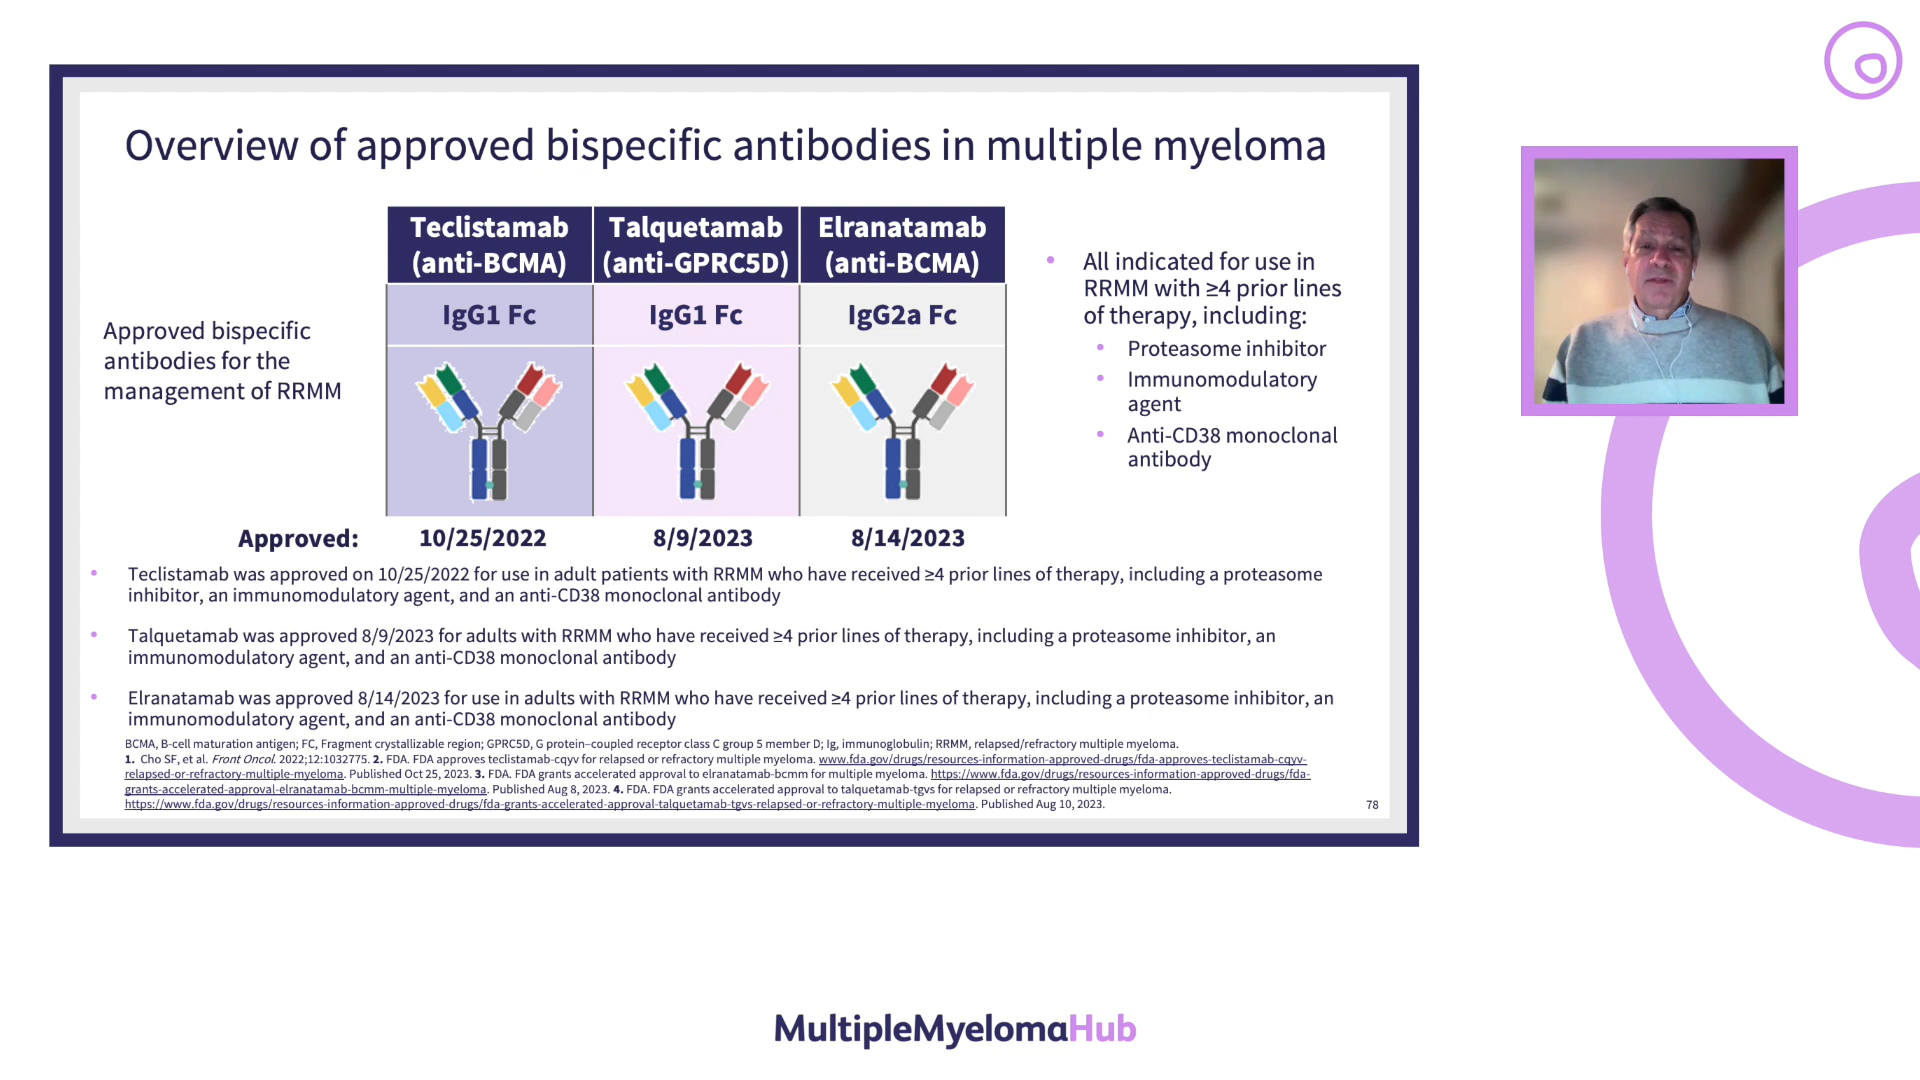 Overview of approved bispecific antibodies in multiple myeloma
Teclistamab
(anti-BCMA)
Talquetamab
(anti-GPRC5D)
Elranatamab
(anti-BCMA)
IgG1 Fc
IgG1 Fc
IgG2a Fc
Approved bispecific
antibodies for the
management of RRMM
• All indicated for use in
RRMM with ≥4 prior lines
of therapy, including:
• Proteasome inhibitor
• Immunomodulatory
agent
• Anti-CD38 monoclonal
antibody
Approved: 10/25/2022 8/9/2023 8/14/2023
• Teclistamab was approved on 10/25/2022 for use in adult patients with RRMM who have received ≥4 prior lines of therapy, including a proteasome
inhibitor, an immunomodulatory agent, and an anti-CD38 monoclonal antibody
• Talquetamab was approved 8/9/2023 for adults with RRMM who have received ≥4 prior lines of therapy, including a proteasome inhibitor, an
immunomodulatory agent, and an anti-CD38 monoclonal antibody
• Elranatamab was approved 8/14/2023 for use in adults with RRMM who have received ≥4 prior lines of therapy, including a proteasome inhibitor, an
immunomodulatory agent, and an anti-CD38 monoclonal antibody
BCMA, B-cell maturation antigen; FC, Fragment crystallizable region; GPRC5D, G protein–coupled receptor class C group 5 member D; Ig, immunoglobulin; RRMM, relapsed/refractory multiple myeloma.
1. Cho SF, et al. Front Oncol. 2022;12:1032775. 2. FDA. FDA approves teclistamab-cqyv for relapsed or refractory multiple myeloma. www.fda.gov/drugs/resources-information-approved-drugs/fda-approves-teclistamab-cqyv-
relapsed-or-refractory-multiple-myeloma. Published Oct 25, 2023. 3. FDA. FDA grants accelerated approval to elranatamab-bcmm for multiple myeloma. https://www.fda.gov/drugs/resources-information-approved-drugs/fda-
grants-accelerated-approval-elranatamab-bcmm-multiple-myeloma. Published Aug 8, 2023. 4. FDA. FDA grants accelerated approval to talquetamab-tgvs for relapsed or refractory multiple myeloma.
https://www.fda.gov/drugs/resources-information-approved-drugs/fda-grants-accelerated-approval-talquetamab-tgvs-relapsed-or-refractory-multiple-myeloma. Published Aug 10, 2023.
78
MultipleMyelomaHub